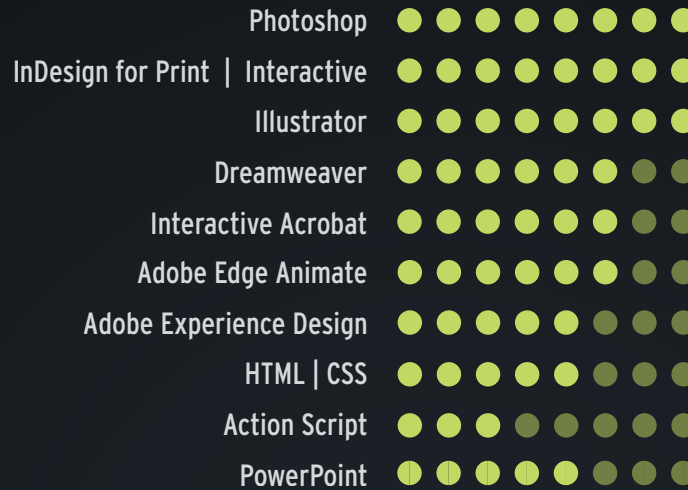 Photoshop
InDesign for Print | Interactive
Illustrator
Dreamweaver
Interactive Acrobat
Adobe Edge Animate
Adobe Experience Design
HTML | CSS
Action Script
PowerPoint